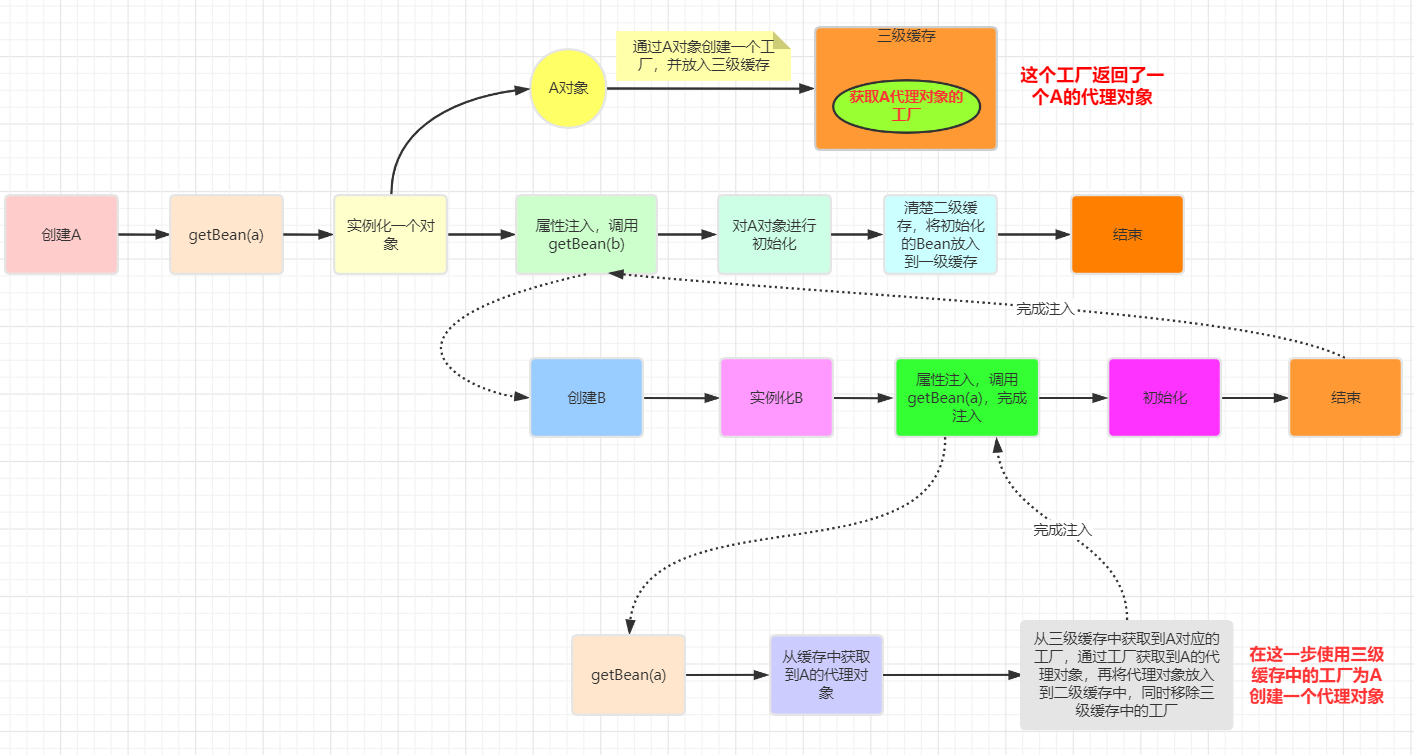 三级缓存
通过A对象创建一个工
厂，并放入三级缓存
A对象
获取A代理对象的
工厂
这个工厂返回了一
个A的代理对象
创建A
getBean(a)
实例化一个对
象
属性注入，调用
getBean(b)
对A对象进行
初始化
清楚二级缓
存，将初始化
的Bean放入
到一级缓存
结束
完成注入
创建B
实例化B
属性注入，调用
getBean(a)，完成
注入
初始化
结束
完成注入
getBean(a)
从缓存中获取
到A的代理对
象
从三级缓存中获取到A对应的
工厂，通过工厂获取到A的代
理对象，再将代理对象放入
到二级缓存中，同时移除三
级缓存中的工厂
在这一步使用三级
缓存中的工厂为A
创建一个代理对象